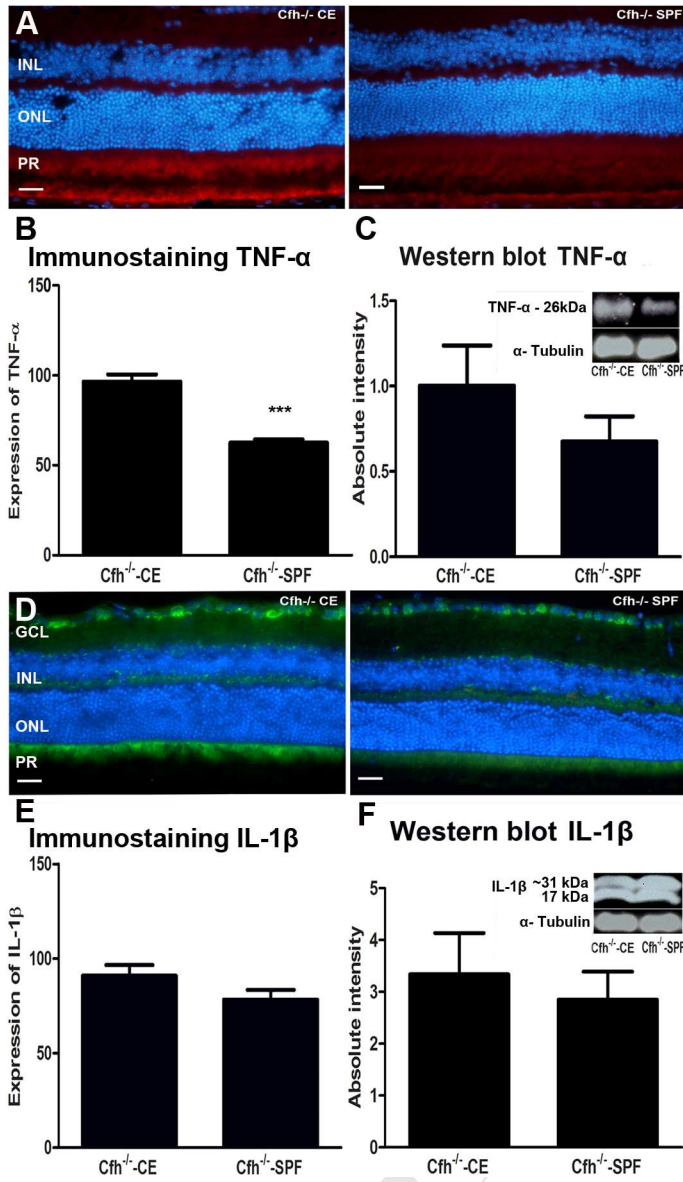 A
Cfh-/- CE
Cfh-/- SPF
INL
ONL
PR
B
Immunostaining TNF-α
Expression of TNF-α
150
100
50
0
***
Cfh-/--CE
Cfh-/--SPF
C
Western blot TNF-α
Absolute intensity
1.5
1.0
0.5
0.0
TNF-α - 26kDa
α- Tubulin
Cfh-/--CE
Cfh-/--SPF
Cfh-/--CE
Cfh-/--SPF
D
Cfh-/- CE
Cfh-/- SPF
GCL
INL
ONL
PR
E
Immunostaining IL-1β
Expression of IL-1β
150
100
50
0
Cfh-/--CE
Cfh-/--SPF
F
Western blot IL-1β
Absolute intensity
5
4
3
2
1
0
IL-1β ~31 kDa
17 kDa
α- Tubulin
Cfh-/--CE
Cfh-/--SPF
Cfh-/--CE
Cfh-/--SPF